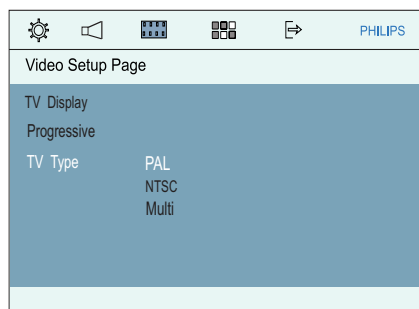 PHILIPS
Video Setup Page
TV Display
Progressive
TV Type PAL
NTSC
Multi